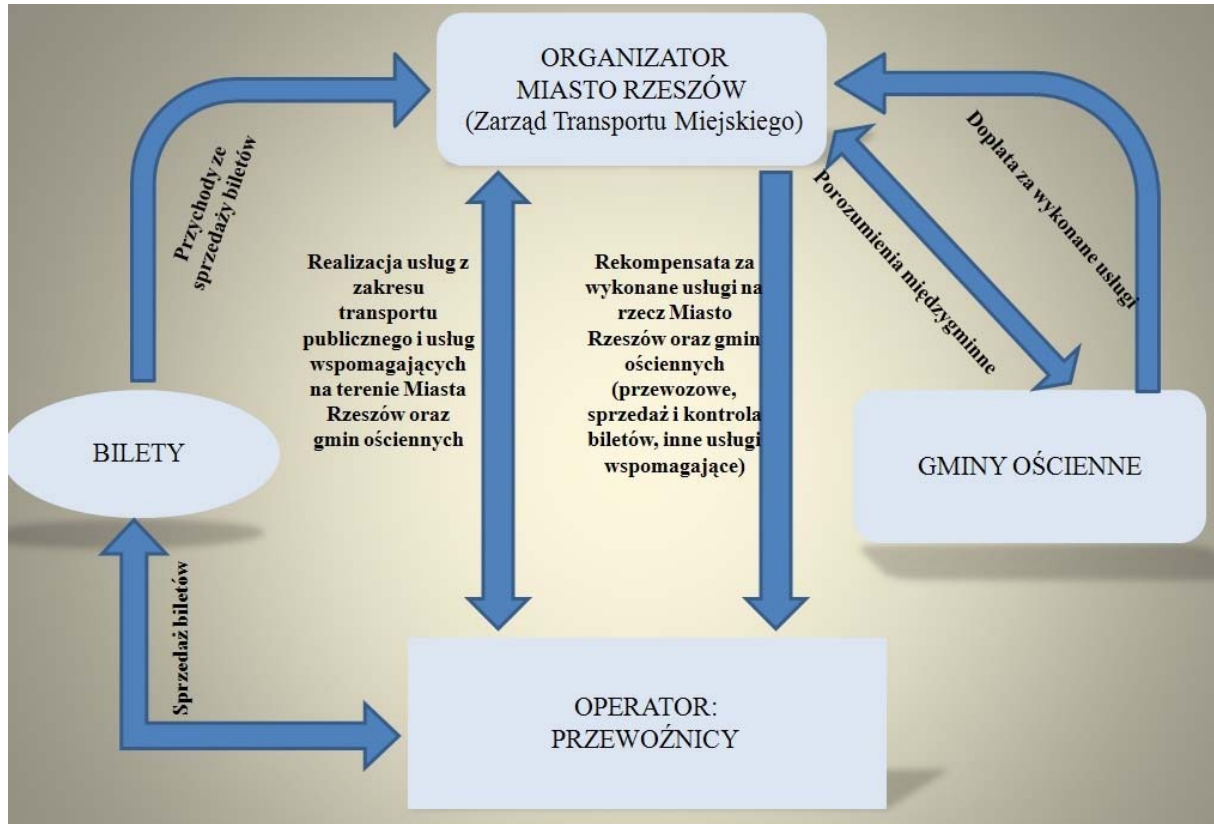 ORGANIZATOR
MIASTO RZESZÓW
(Zarząd Transportu Miejskiego)
Przychody ze
sprzedaży biletów
Realizacja usług z
zakresu
transportu
publicznego i usług
wspomagających
na terenie Miasta
Rzeszów oraz
gmin ościennych
Rekompensata za
wykonane usługi na
rzecz Miasto
Rzeszów oraz gmin
ościennych
(przewozowe,
sprzedaż i kontrola
biletów, inne usługi
wspomagające)
Porozumienia międzygminne
Dopłata za wykonane usługi
BILETY
GMINY OŚCIENNE
Sprzedaż biletów
OPERATOR:
PRZEWOŹNICY